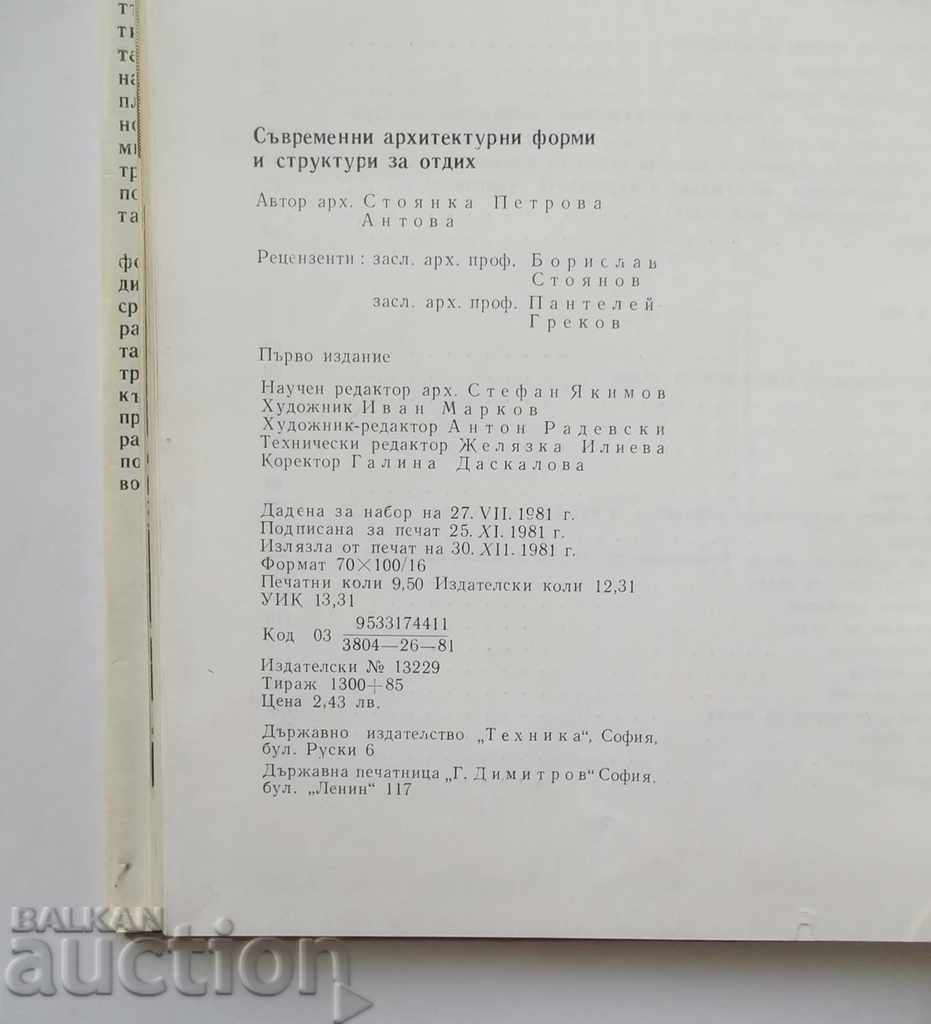 Съвременни архитектурни форми
и структури за отдих
Автор арх. Стоянка Петрова
Антова
Рецензенти: засл. арх. проф. Борислав
Стоянов
засл. арх. проф. Пантелей
Греков
Първо издание
Научен редактор арх. Стефан Якимов
Художник Иван Марков
Художник-редактор Антон Радевски
Технически редактор Желязка Илиева
Коректор Галина Даскалова
Дадена за набор на 27. VII. 1981 г.
Подписана за печат 25. XI. 1981 г.
Излязла от печат на 30. XII. 1981 г.
Формат 70×100/16
Печатни коли 9,50 Издателски коли 12,31
УИК 13,31
Код 03 9533174411
3804—26—81
Издателски № 13229
Тираж 1300+85
Цена 2,43 лв.
Държавно издателство „Техника“, София,
бул. Руски 6
Държавна печатница „Г. Димитров“ София,
бул. „Ленин“ 117
BALKAN
auction